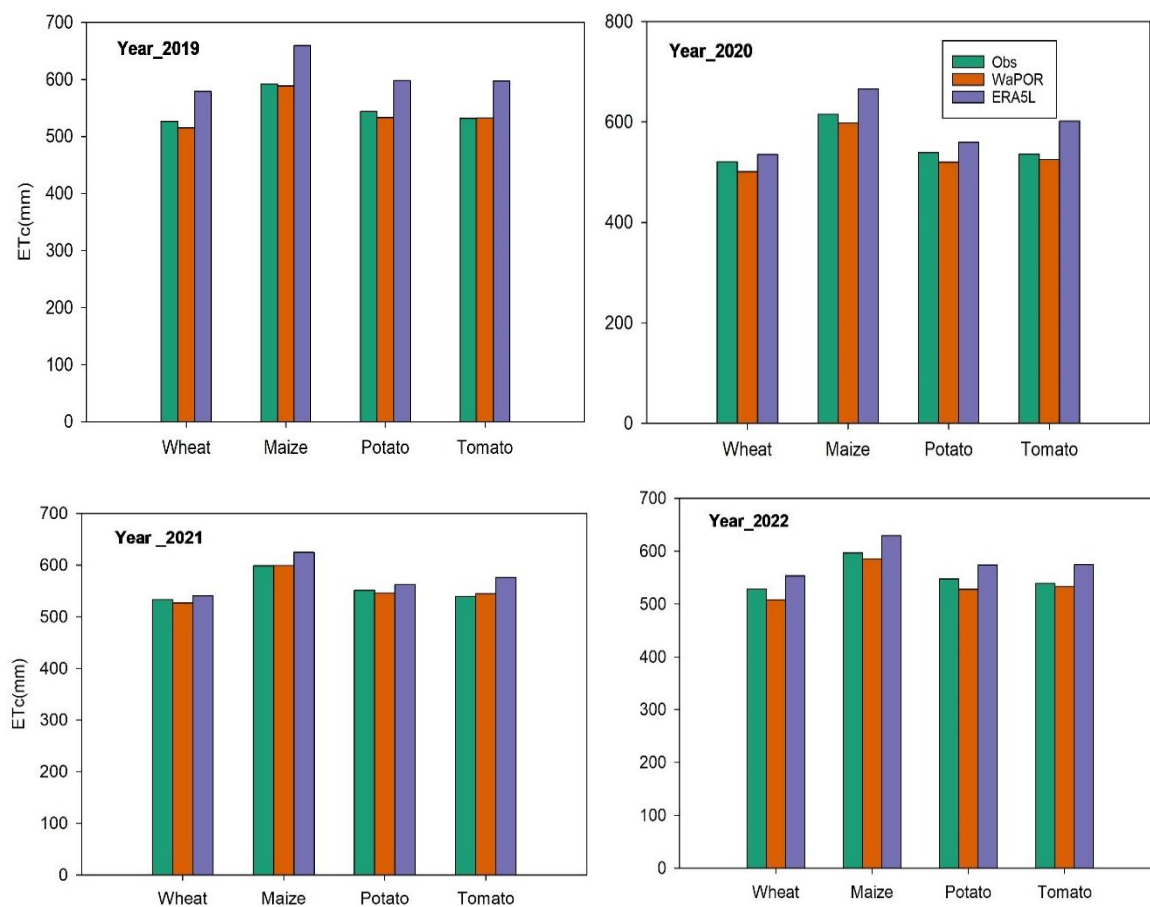 Year_2019
ETc(mm)
700
600
500
400
300
200
100
0
Wheat Maize Potato Tomato
Year_2020
Obs
WaPOR
ERA5L
800
600
400
200
0
Wheat Maize Potato Tomato
Year _2021
ETc(mm)
700
600
500
400
300
200
100
0
Wheat Maize Potato Tomato
Year_2022
700
600
500
400
300
200
100
0
Wheat Maize Potato Tomato